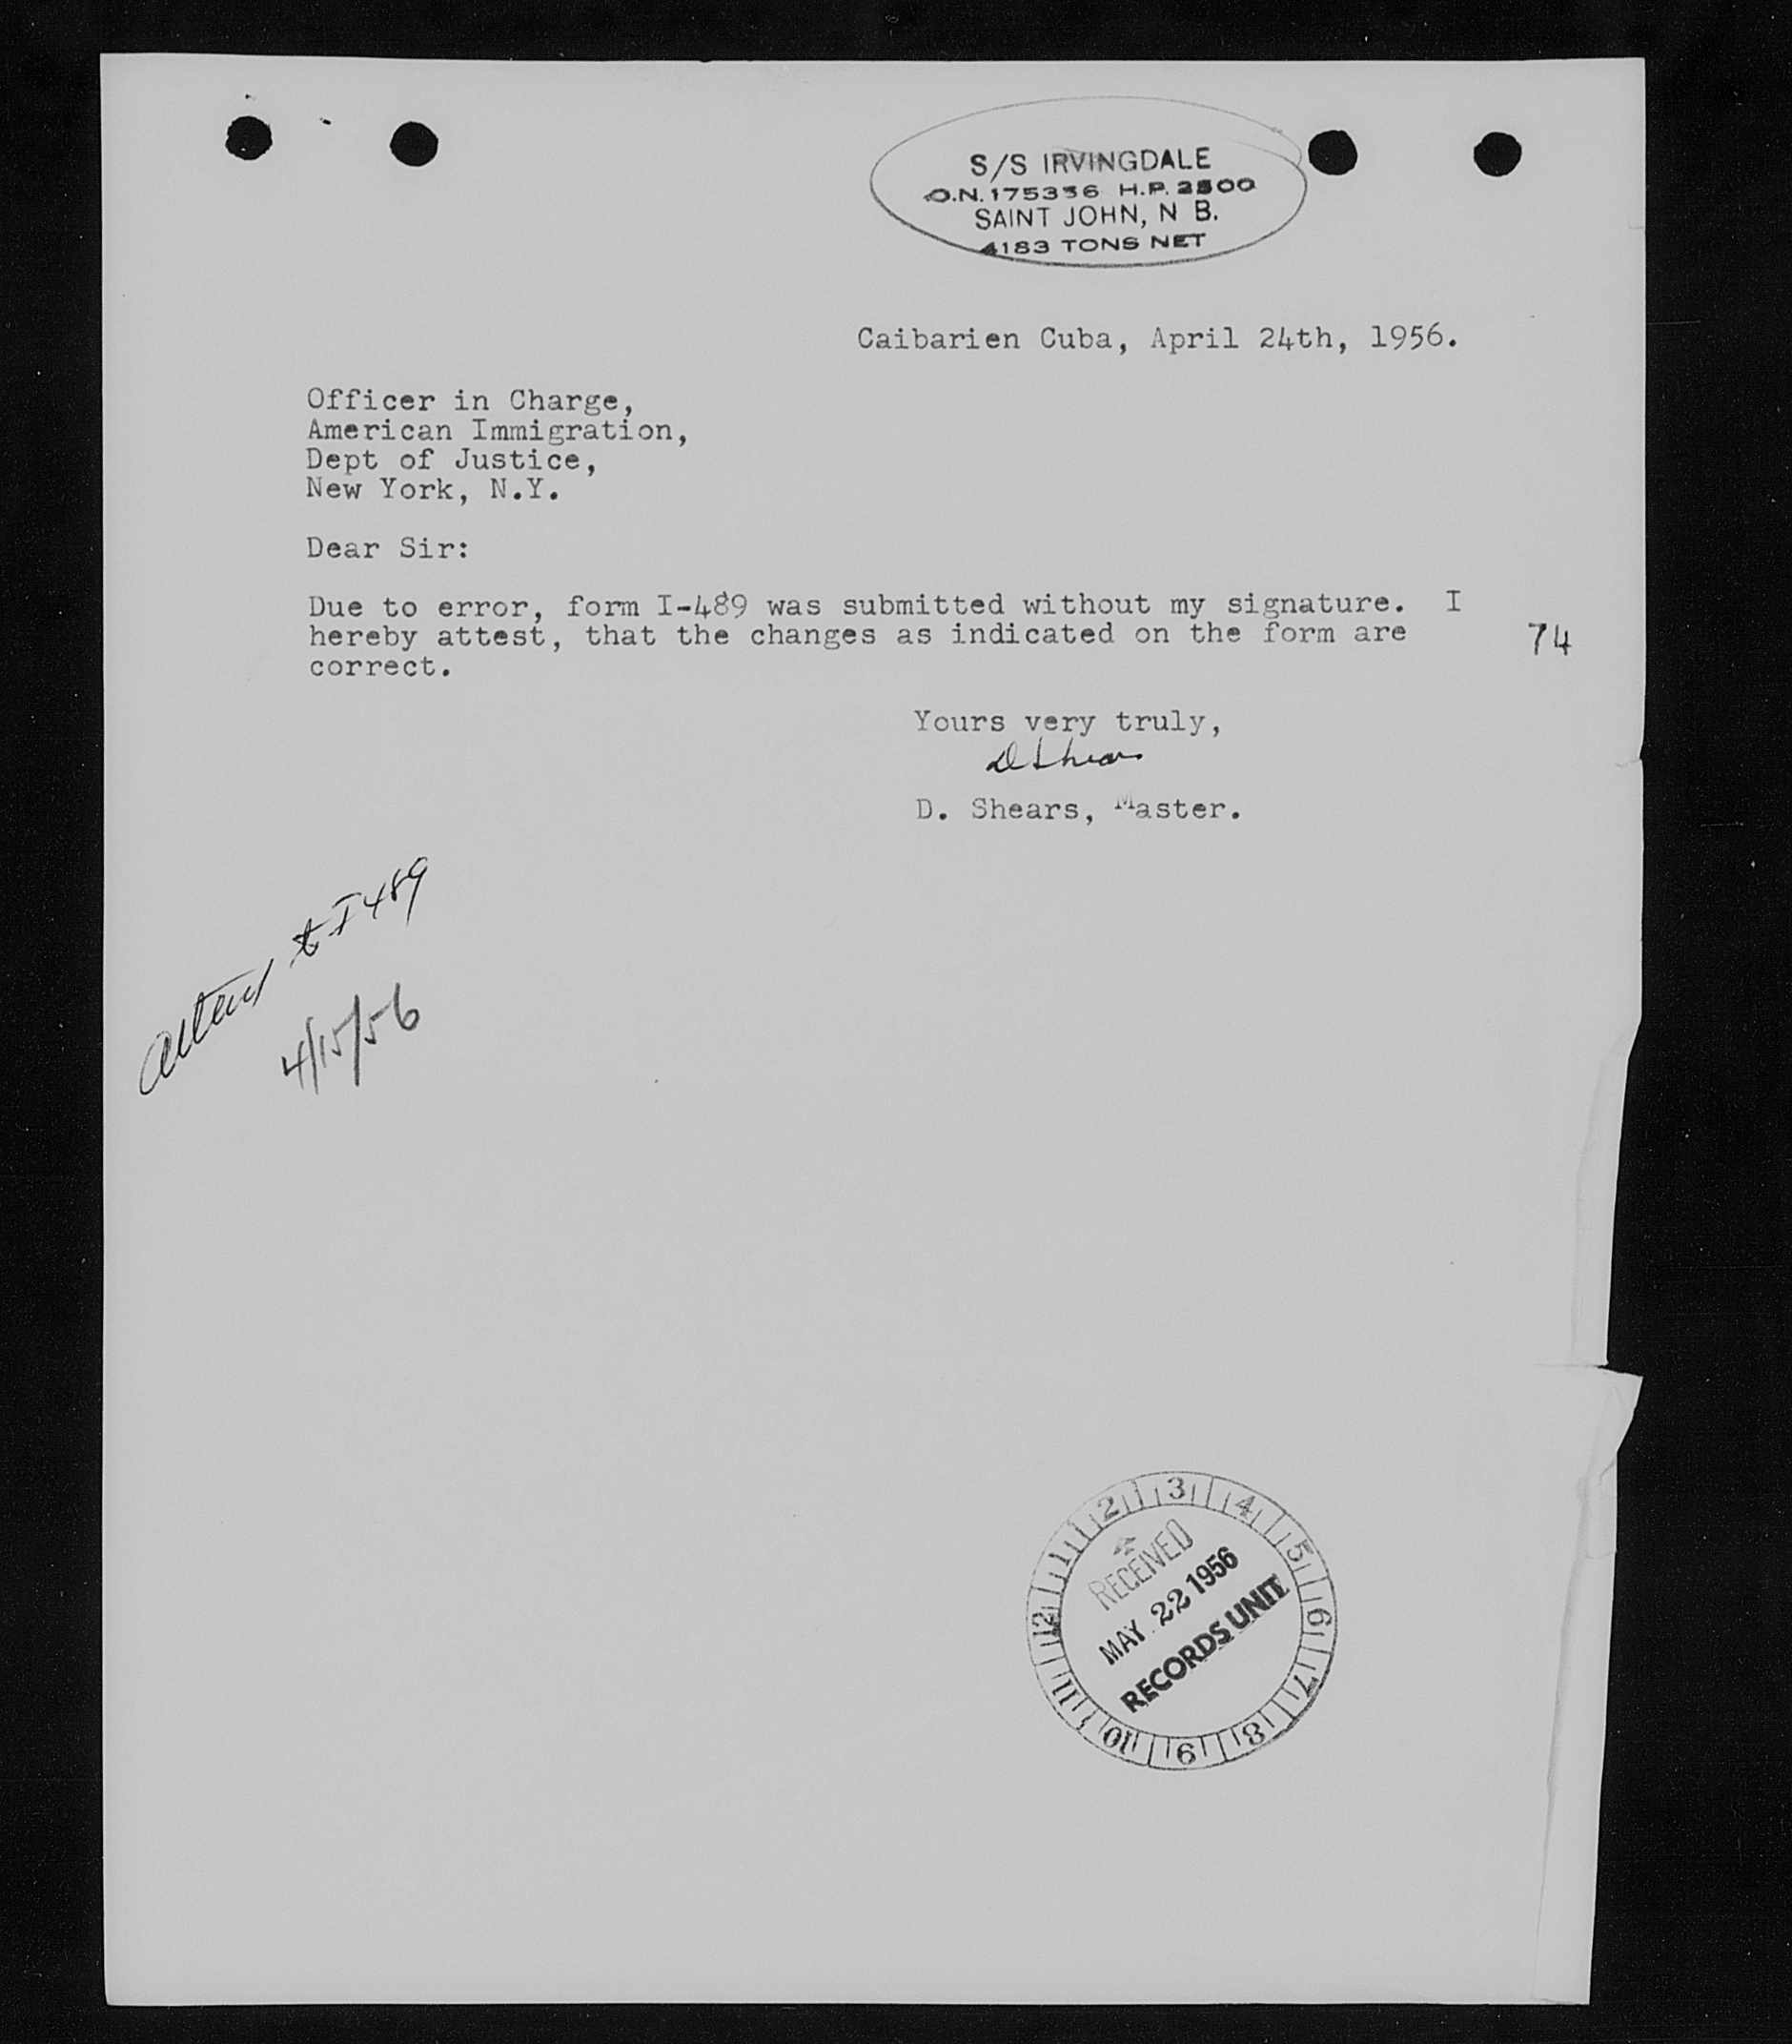 S/S IRVINGDALE
O.N. 175336 H.P. 2500
SAINT JOHN, N B.
4183 TONS NET
Caibarien Cuba, April 24th, 1956.
Officer in Charge,
American Immigration,
Dept of Justice,
New York, N.Y.
Dear Sir:
Due to error, form I-489 was submitted without my signature. I
hereby attest, that the changes as indicated on the form are
correct.
74
Yours very truly,
D Shears
D. Shears, Master.
to I 489
4/15/56
2 3 4 5 6 7 8 9 10 11 12 1
RECEIVED
MAY 22 1956
RECORDS UNIT